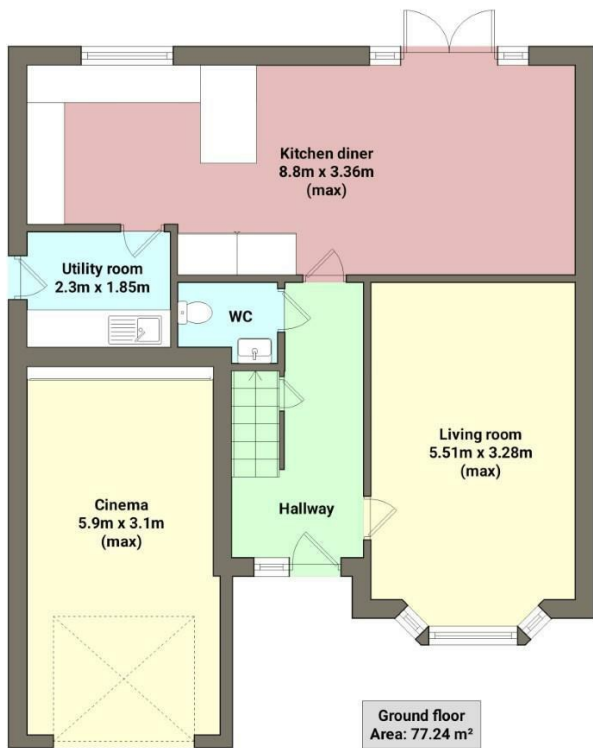 Kitchen diner
8.8m x 3.36m
(max)
Utility room
2.3m x 1.85m
WC
Living room
5.51m x 3.28m
(max)
Cinema
5.9m x 3.1m
(max)
Hallway
Ground floor
Area: 77.24 m²